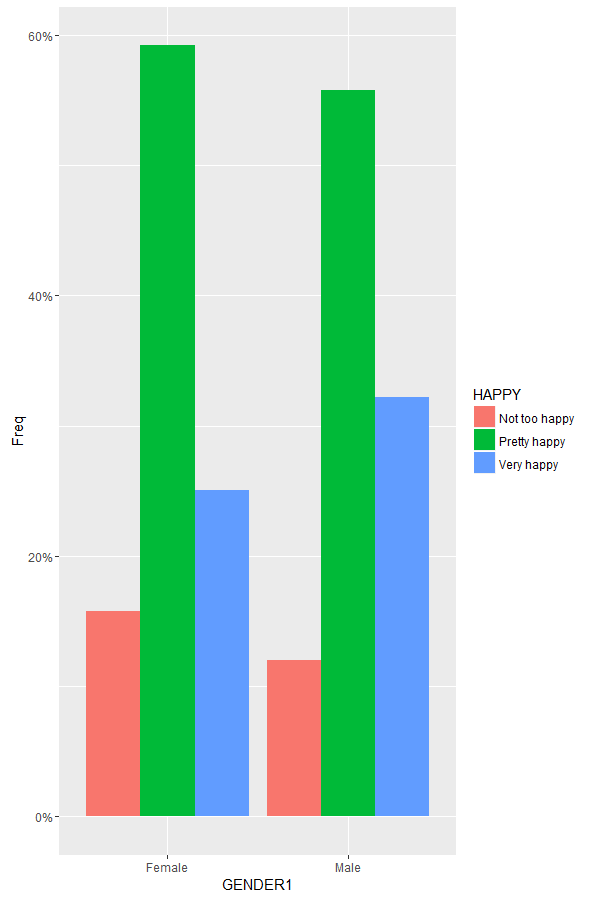 60%
40%
20%
0%
Freq
Female
Male
GENDER1
HAPPY
Not too happy
Pretty happy
Very happy